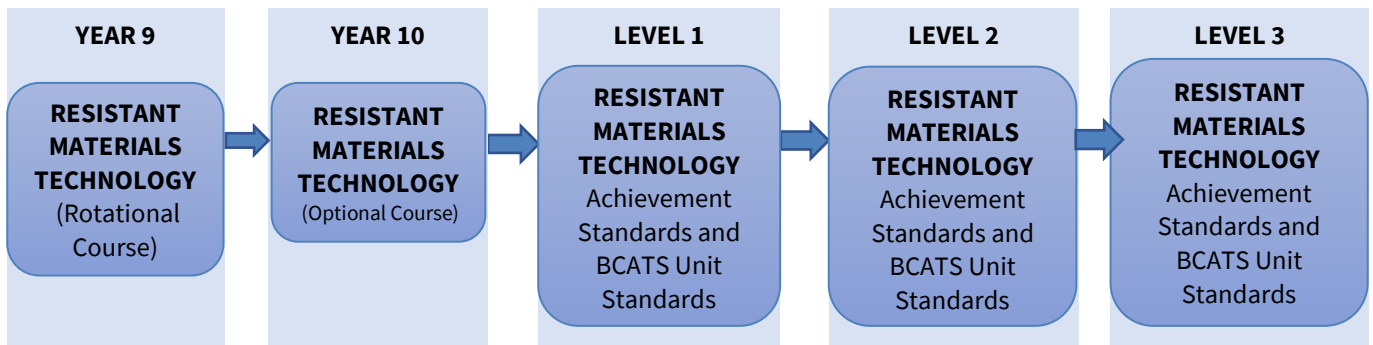 YEAR 9
RESISTANT
MATERIALS
TECHNOLOGY
(Rotational
Course)
YEAR 10
RESISTANT
MATERIALS
TECHNOLOGY
(Optional Course)
LEVEL 1
RESISTANT
MATERIALS
TECHNOLOGY
Achievement
Standards and
BCATS Unit
Standards
LEVEL 2
RESISTANT
MATERIALS
TECHNOLOGY
Achievement
Standards and
BCATS Unit
Standards
LEVEL 3
RESISTANT
MATERIALS
TECHNOLOGY
Achievement
Standards and
BCATS Unit
Standards